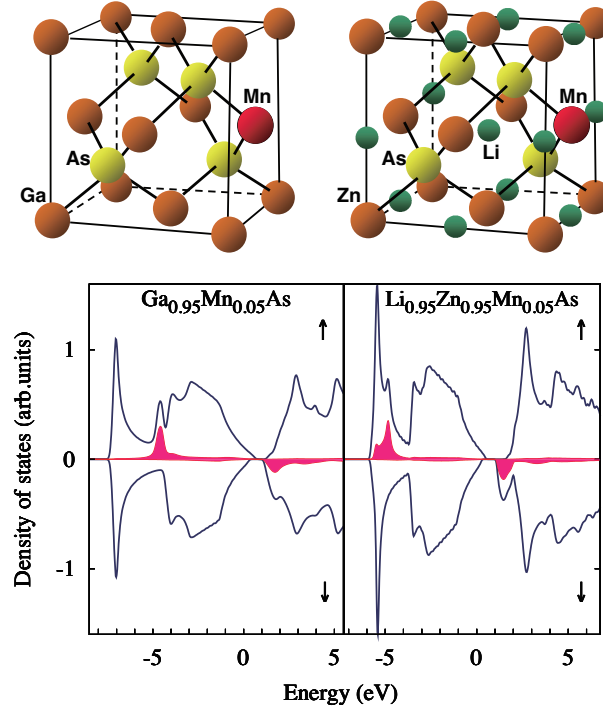 Mn
As
Ga
Mn
As
Li
Zn
Ga0.95Mn0.05As
Li0.95Zn0.95Mn0.05As
↑
↑
Density of states (arb.units)
1
0
-1
↓
↓
-5 0 5
-5 0 5
Energy (eV)